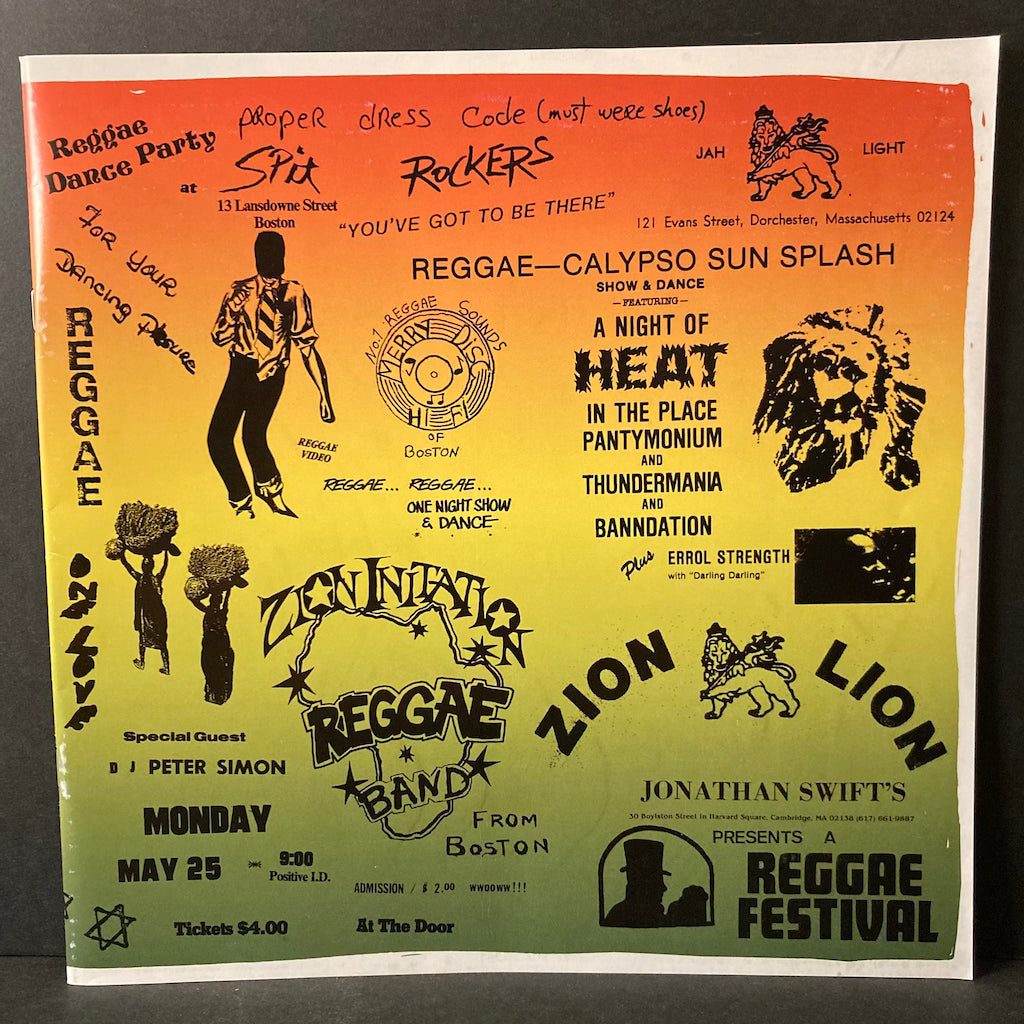 proper dress code (must were shoes)
Reggae
Dance Party
at
Spit
13 Lansdowne Street
Boston
ROCKERS
"YOU'VE GOT TO BE THERE"
JAH LIGHT
121 Evans Street, Dorchester, Massachusetts 02124
For Your
Dancing Plesure
REGGAE
REGGAE—CALYPSO SUN SPLASH
SHOW & DANCE
—FEATURING—
A NIGHT OF
HEAT
IN THE PLACE
PANTYMONIUM
AND
THUNDERMANIA
AND
BANNDATION
Plus ERROL STRENGTH
with "Darling Darling"
No1 REGGAE SOUNDS
MERRY DISC
HI FI
OF
BOSTON
REGGAE
VIDEO
REGGAE... REGGAE...
ONE NIGHT SHOW
& DANCE
ZION INITATION
REGGAE
BAND
FROM
BOSTON
ZION LION
Special Guest
DJ PETER SIMON
MONDAY
MAY 25
9:00
Positive I.D.
ADMISSION / $ 2.00 wwooww!!!
Tickets $4.00
At The Door
JONATHAN SWIFT'S
30 Boylston Street in Harvard Square, Cambridge, MA 02138 (617) 661-9887
PRESENTS A
REGGAE
FESTIVAL